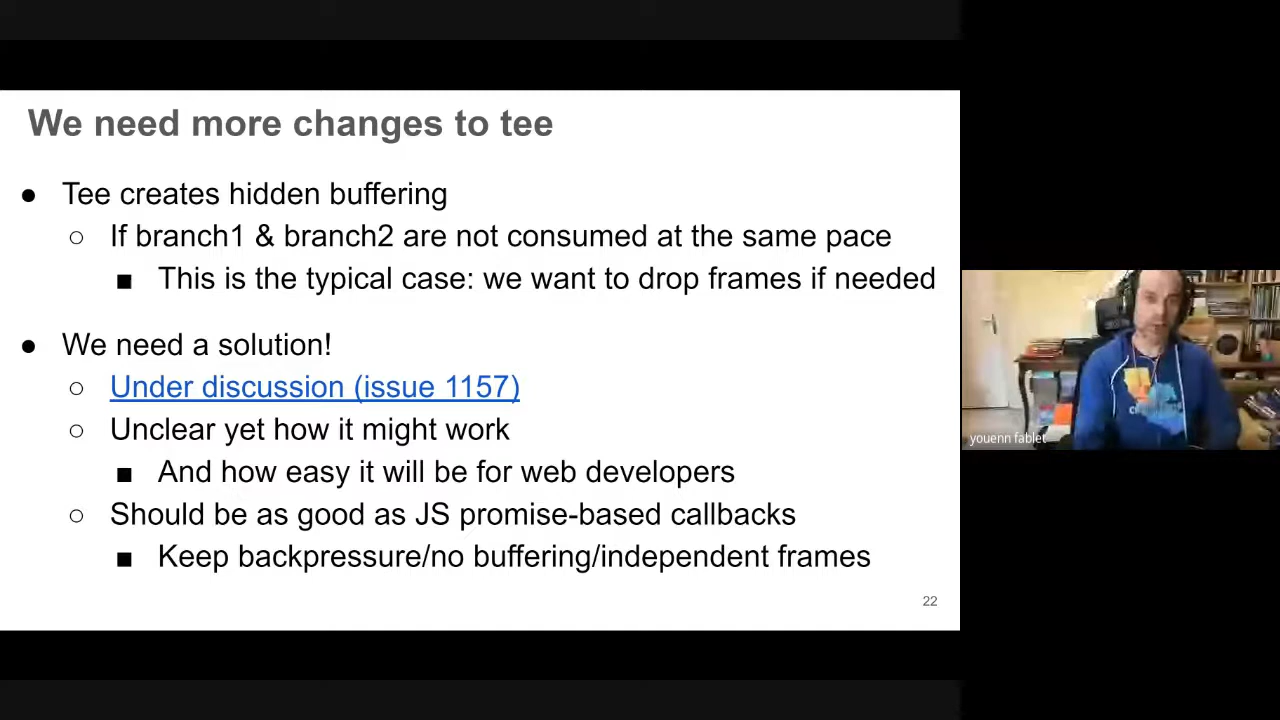 We need more changes to tee
● Tee creates hidden buffering
○ If branch1 & branch2 are not consumed at the same pace
■ This is the typical case: we want to drop frames if needed
● We need a solution!
○ Under discussion (issue 1157)
○ Unclear yet how it might work
■ And how easy it will be for web developers
○ Should be as good as JS promise-based callbacks
■ Keep backpressure/no buffering/independent frames
22
youenn fablet